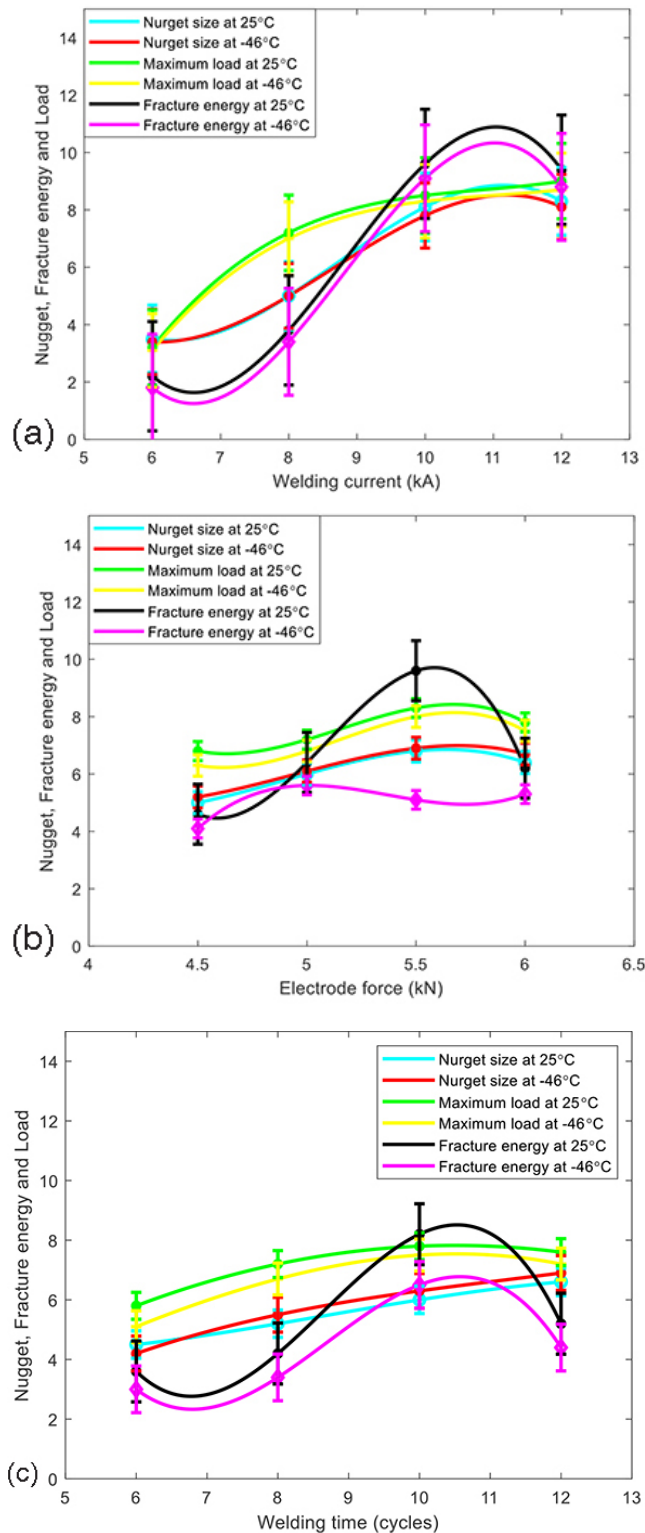 Nurget size at 25°C
Nurget size at -46°C
Maximum load at 25°C
Maximum load at -46°C
Fracture energy at 25°C
Fracture energy at -46°C
Nugget, Fracture energy and Load
14
12
10
8
6
4
2
0
5 6 7 8 9 10 11 12 13
Welding current (kA)
(a)
Nurget size at 25°C
Nurget size at -46°C
Maximum load at 25°C
Maximum load at -46°C
Fracture energy at 25°C
Fracture energy at -46°C
Nugget, Fracture energy and Load
14
12
10
8
6
4
2
0
4 4.5 5 5.5 6 6.5
Electrode force (kN)
(b)
Nurget size at 25°C
Nurget size at -46°C
Maximum load at 25°C
Maximum load at -46°C
Fracture energy at 25°C
Fracture energy at -46°C
Nugget, Fracture energy and Load
14
12
10
8
6
4
2
0
5 6 7 8 9 10 11 12 13
Welding time (cycles)
(c)